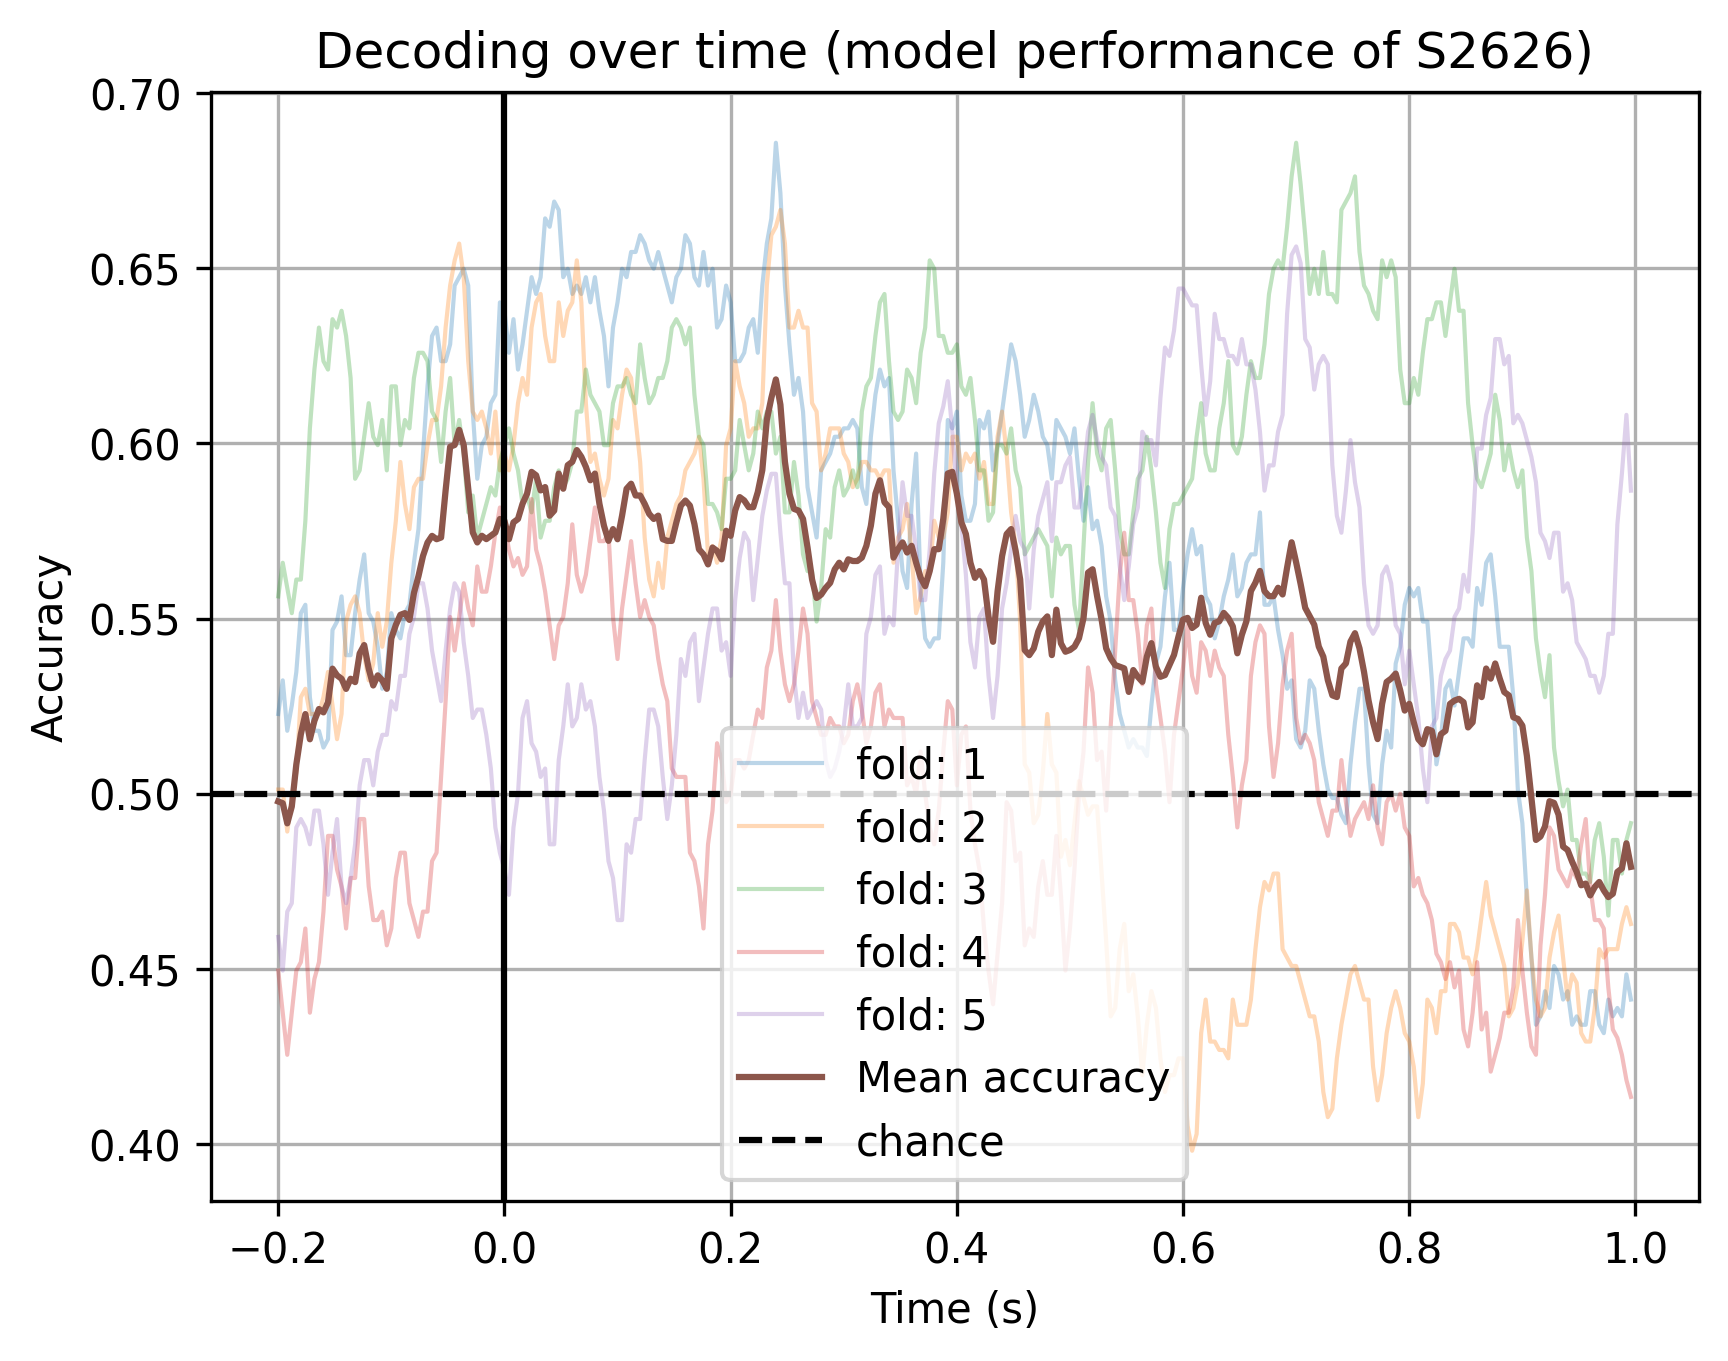 Decoding over time (model performance of S2626)
Accuracy
0.70
0.65
0.60
0.55
0.50
0.45
0.40
fold: 1
fold: 2
fold: 3
fold: 4
fold: 5
Mean accuracy
chance
−0.2 0.0 0.2 0.4 0.6 0.8 1.0
Time (s)